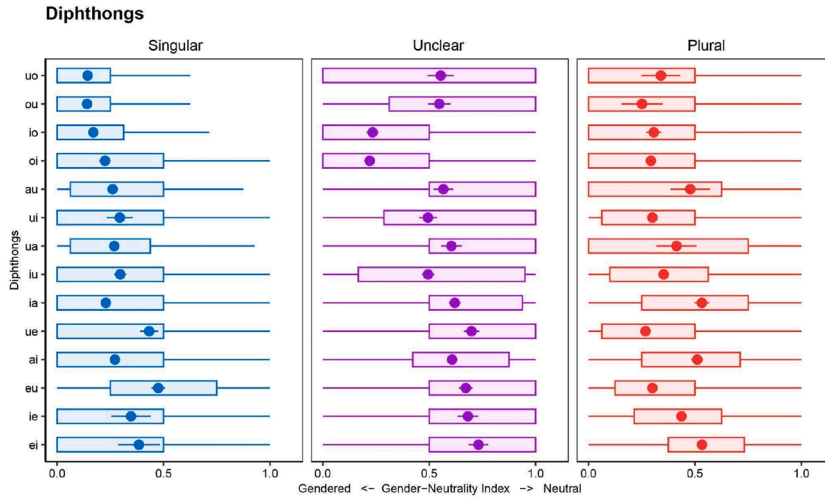 Diphthongs
Singular
Unclear
Plural
Diphthongs
uo
ou
io
oi
au
ui
ua
iu
ia
ue
ai
eu
ie
ei
0.0 0.5 1.0 0.0 0.5 1.0 0.0 0.5 1.0
Gendered <- Gender-Neutrality Index -> Neutral